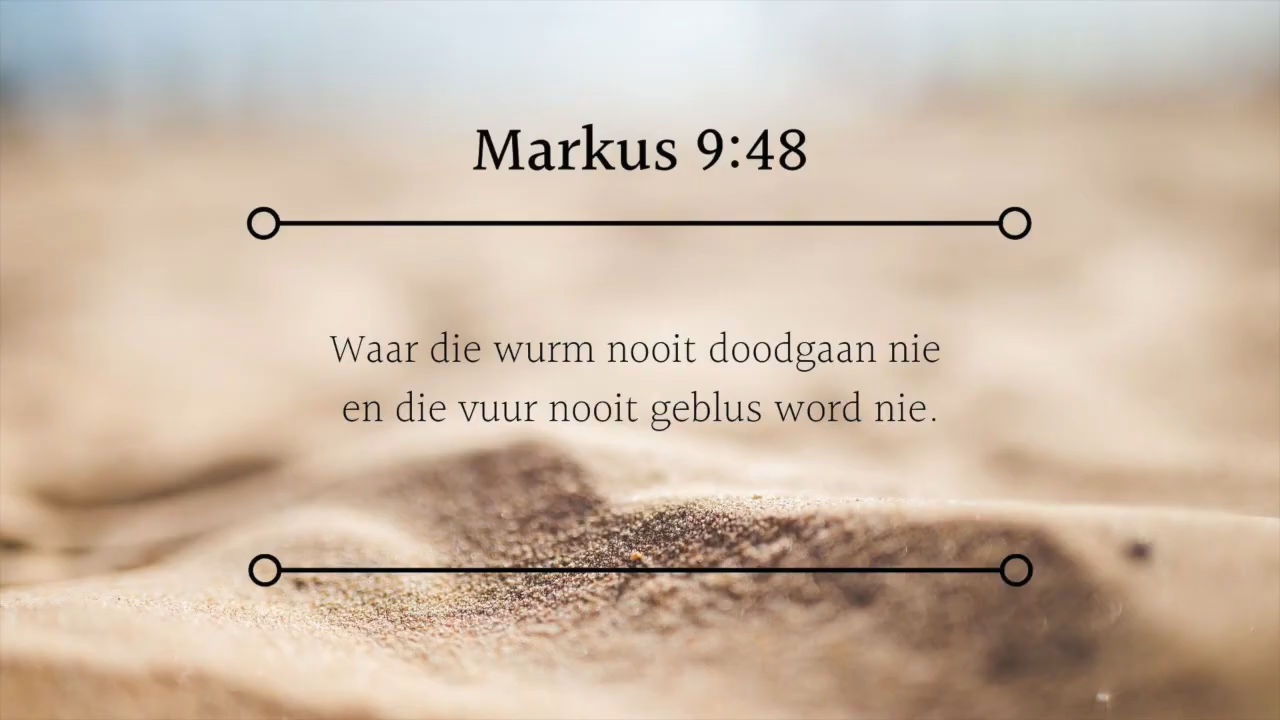 Markus 9:48
Waar die wurm nooit doodgaan nie
en die vuur nooit geblus word nie.